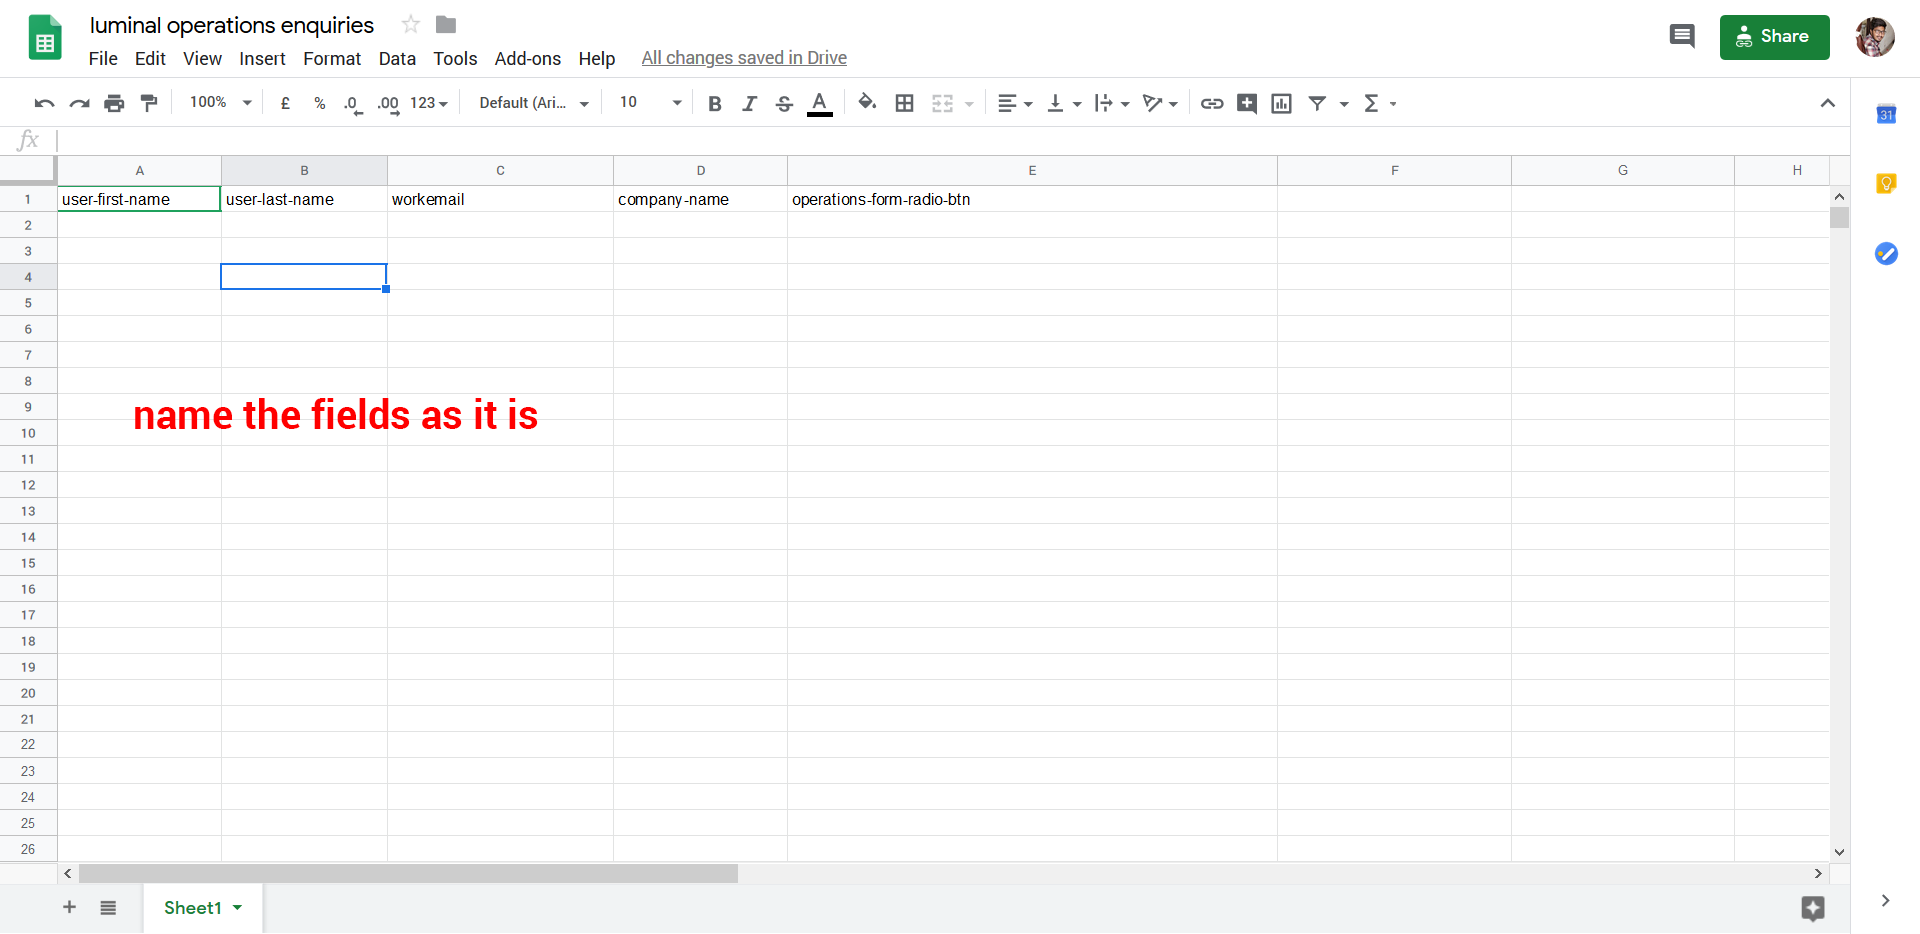 luminal operations enquiries
File Edit View Insert Format Data Tools Add-ons Help All changes saved in Drive
Share
100% £ % .0 .00 123 Default (Ari... 10 B I S A Σ
31
fx
A B C D E F G H
1 user-first-name user-last-name workemail company-name operations-form-radio-btn
2
3
4
5
6
7
8
9
name the fields as it is
10
11
12
13
14
15
16
17
18
19
20
21
22
23
24
25
26
Sheet1